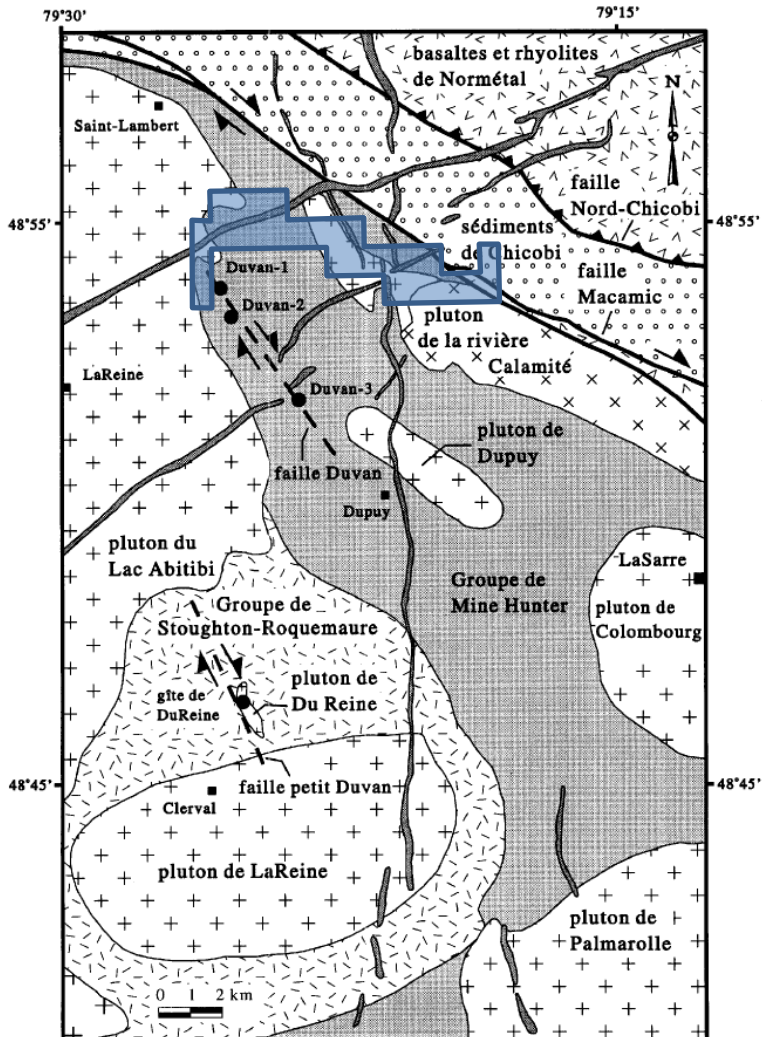 79°30' 79°15'
basaltes et rhyolites
de Normétal
N
Saint-Lambert
faille
Nord-Chicobi
48°55' 48°55'
sédiments
de Chicobi
faille
Macamic
Duvan-1
Duvan-2
pluton
de la rivière
Calamité
LaReine
Duvan-3
pluton de
Dupuy
faille Duvan
Dupuy
pluton du
Lac Abitibi
LaSarre
Groupe de
Mine Hunter
pluton de
Colombourg
Groupe de
Stoughton-Roquemaure
pluton de
Du Reine
gîte de
DuReine
48°45' 48°45'
faille petit Duvan
Clerval
pluton de LaReine
pluton de
Palmarolle
0 1 2 km